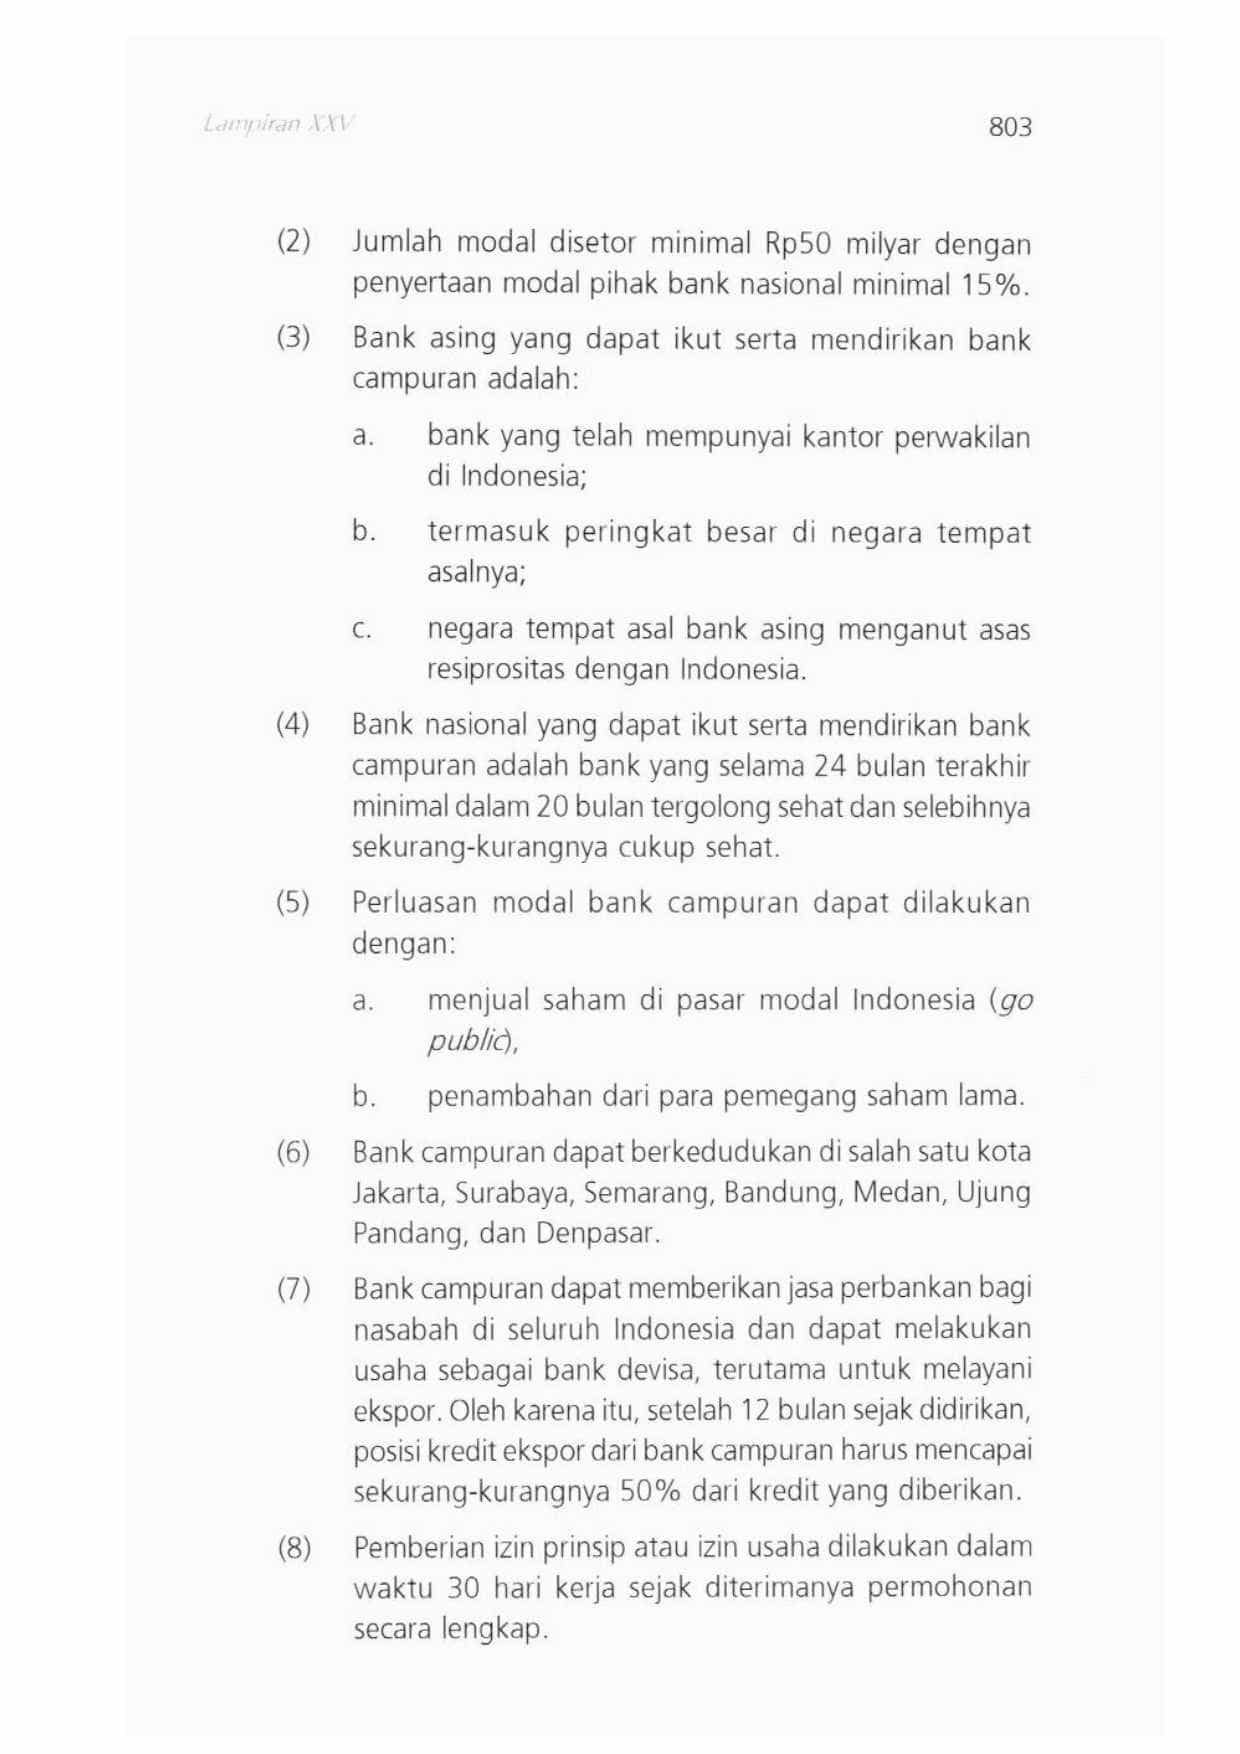 Lampiran XXV
803
(2) Jumlah modal disetor minimal Rp50 milyar dengan
penyertaan modal pihak bank nasional minimal 15%.
(3) Bank asing yang dapat ikut serta mendirikan bank
campuran adalah:
a. bank yang telah mempunyai kantor perwakilan
di Indonesia;
b. termasuk peringkat besar di negara tempat
asalnya;
c. negara tempat asal bank asing menganut asas
resiprositas dengan Indonesia.
(4) Bank nasional yang dapat ikut serta mendirikan bank
campuran adalah bank yang selama 24 bulan terakhir
minimal dalam 20 bulan tergolong sehat dan selebihnya
sekurang-kurangnya cukup sehat.
(5) Perluasan modal bank campuran dapat dilakukan
dengan:
a. menjual saham di pasar modal Indonesia (go
public),
b. penambahan dari para pemegang saham lama.
(6) Bank campuran dapat berkedudukan di salah satu kota
Jakarta, Surabaya, Semarang, Bandung, Medan, Ujung
Pandang, dan Denpasar.
(7) Bank campuran dapat memberikan jasa perbankan bagi
nasabah di seluruh Indonesia dan dapat melakukan
usaha sebagai bank devisa, terutama untuk melayani
ekspor. Oleh karena itu, setelah 12 bulan sejak didirikan,
posisi kredit ekspor dari bank campuran harus mencapai
sekurang-kurangnya 50% dari kredit yang diberikan.
(8) Pemberian izin prinsip atau izin usaha dilakukan dalam
waktu 30 hari kerja sejak diterimanya permohonan
secara lengkap.